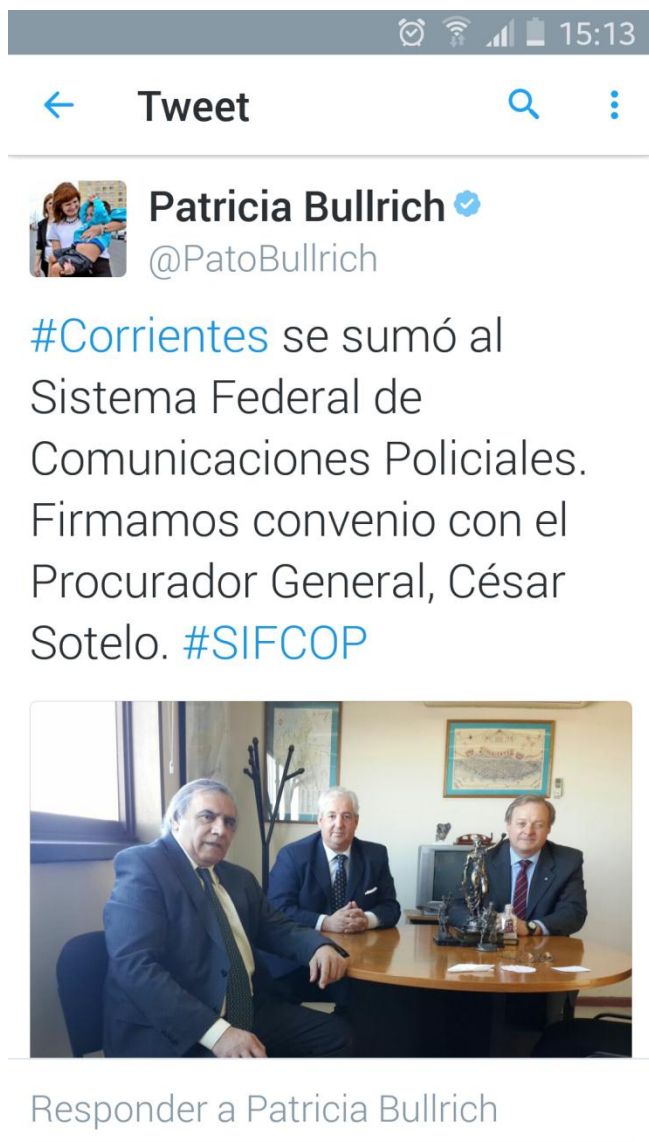 15:13
Tweet
Patricia Bullrich
@PatoBullrich
#Corrientes se sumó al
Sistema Federal de
Comunicaciones Policiales.
Firmamos convenio con el
Procurador General, César
Sotelo. #SIFCOP
Responder a Patricia Bullrich